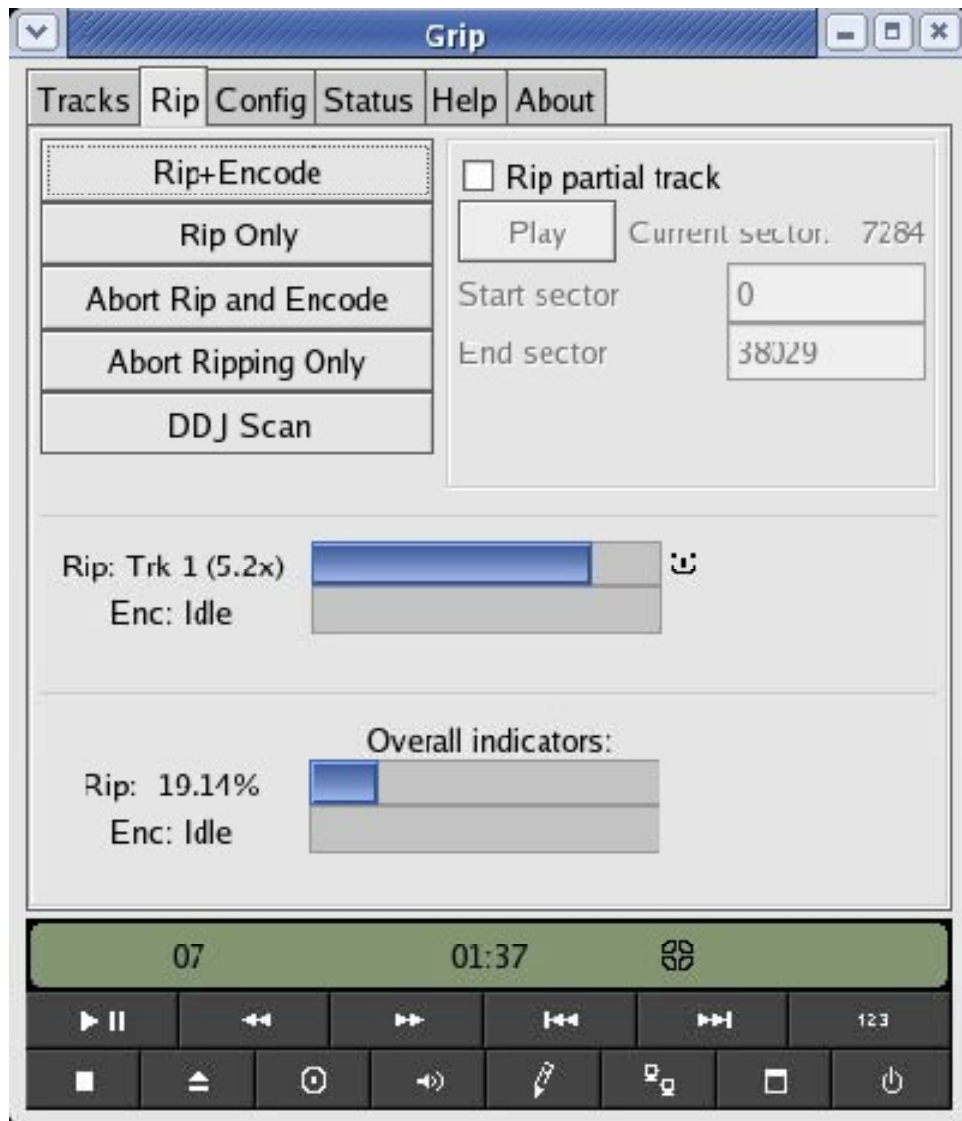 Grip
Tracks Rip Config Status Help About
Rip+Encode
Rip Only
Abort Rip and Encode
Abort Ripping Only
DDJ Scan
Rip partial track
Play Current sector: 7284
Start sector 0
End sector 38029
Rip: Trk 1 (5.2x)
Enc: Idle
Overall indicators:
Rip: 19.14%
Enc: Idle
07 01:37
123